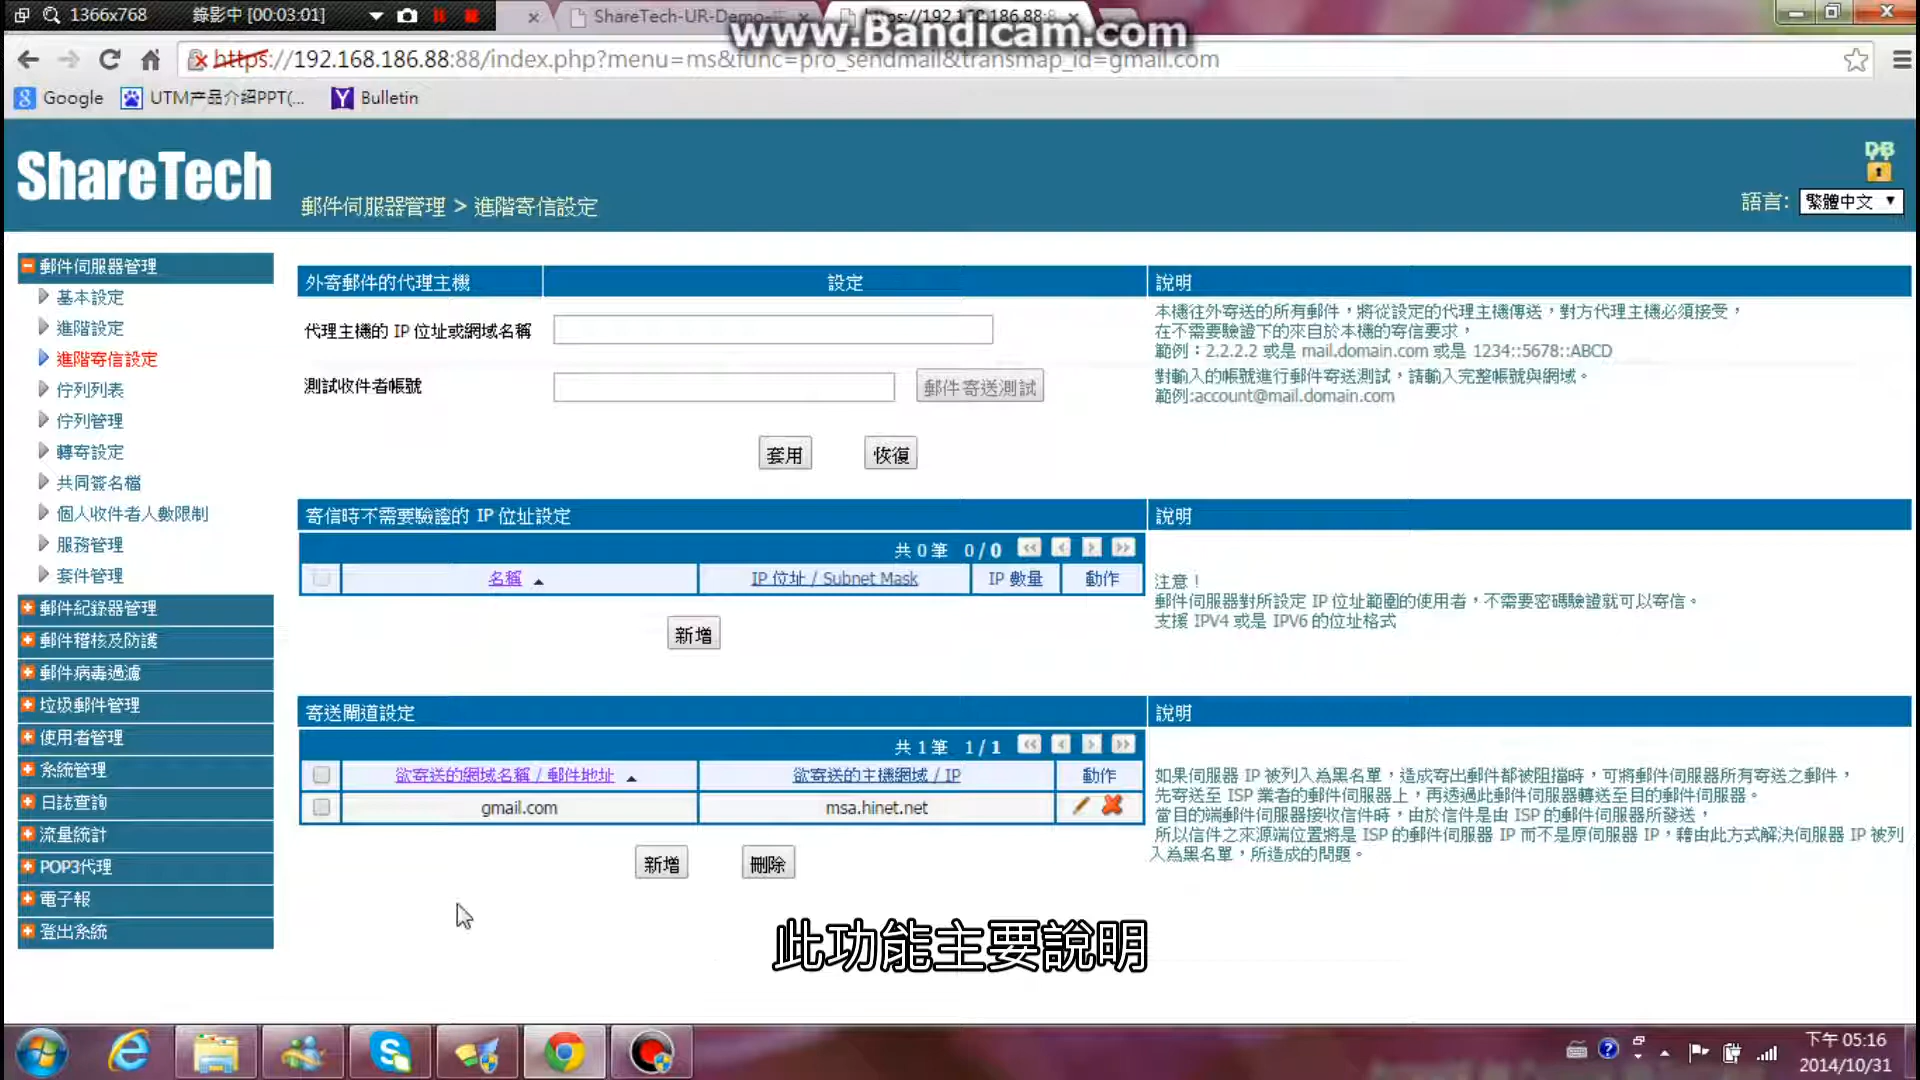 1366x768 錄影中 [00:03:01]
ShareTech-UR-Demo
https://192.168.186.88:8
www.Bandicam.com
https://192.168.186.88:88/index.php?menu=ms&func=pro_sendmail&transmap_id=gmail.com
Google UTM产品介紹PPT(... Bulletin
ShareTech
DB
郵件伺服器管理 > 進階寄信設定
語言: 繁體中文
郵件伺服器管理
基本設定
進階設定
進階寄信設定
佇列列表
佇列管理
轉寄設定
共同簽名檔
個人收件者人數限制
服務管理
套件管理
郵件紀錄器管理
郵件稽核及防護
郵件病毒過濾
垃圾郵件管理
使用者管理
系統管理
日誌查詢
流量統計
POP3代理
電子報
登出系統
外寄郵件的代理主機 設定 說明
代理主機的 IP 位址或網域名稱
本機往外寄送的所有郵件，將從設定的代理主機傳送，對方代理主機必須接受，
在不需要驗證下的來自於本機的寄信要求，
範例：2.2.2.2 或是 mail.domain.com 或是 1234::5678::ABCD
測試收件者帳號 郵件寄送測試
對輸入的帳號進行郵件寄送測試，請輸入完整帳號與網域。
範例:account@mail.domain.com
套用 恢復
寄信時不需要驗證的 IP 位址設定 說明
共 0 筆 0 / 0
名稱 IP 位址 / Subnet Mask IP 數量 動作
新增
注意！
郵件伺服器對所設定 IP 位址範圍的使用者，不需要密碼驗證就可以寄信。
支援 IPV4 或是 IPV6 的位址格式
寄送閘道設定 說明
共 1 筆 1 / 1
欲寄送的網域名稱 / 郵件地址 欲寄送的主機網域 / IP 動作
gmail.com msa.hinet.net
新增 刪除
如果伺服器 IP 被列入為黑名單，造成寄出郵件都被阻擋時，可將郵件伺服器所有寄送之郵件，
先寄送至 ISP 業者的郵件伺服器上，再透過此郵件伺服器轉送至目的郵件伺服器。
當目的端郵件伺服器接收信件時，由於信件是由 ISP 的郵件伺服器所發送，
所以信件之來源端位置將是 ISP 的郵件伺服器 IP 而不是原伺服器 IP，藉由此方式解決伺服器 IP 被列
入為黑名單，所造成的問題。
此功能主要說明
下午 05:16
2014/10/31